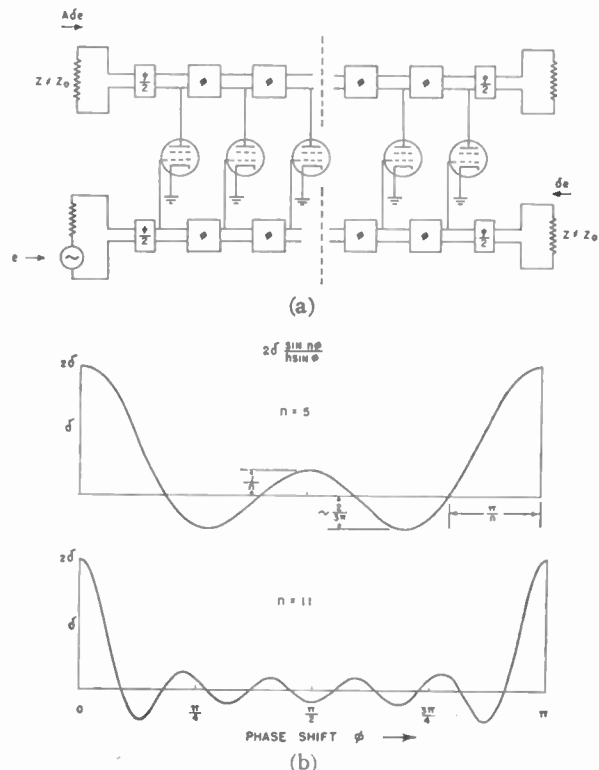 Aδe
Z ≠ Z₀
φ/2 φ φ φ φ φ/2
δe
e →
φ/2 φ φ φ φ φ/2
Z ≠ Z₀
(a)
2δ sin nφ / n sin φ
2δ
δ
n = 5
π/n
2δ
δ
n = 11
0 π/4 π/2 3π/4 π
PHASE SHIFT φ →
(b)